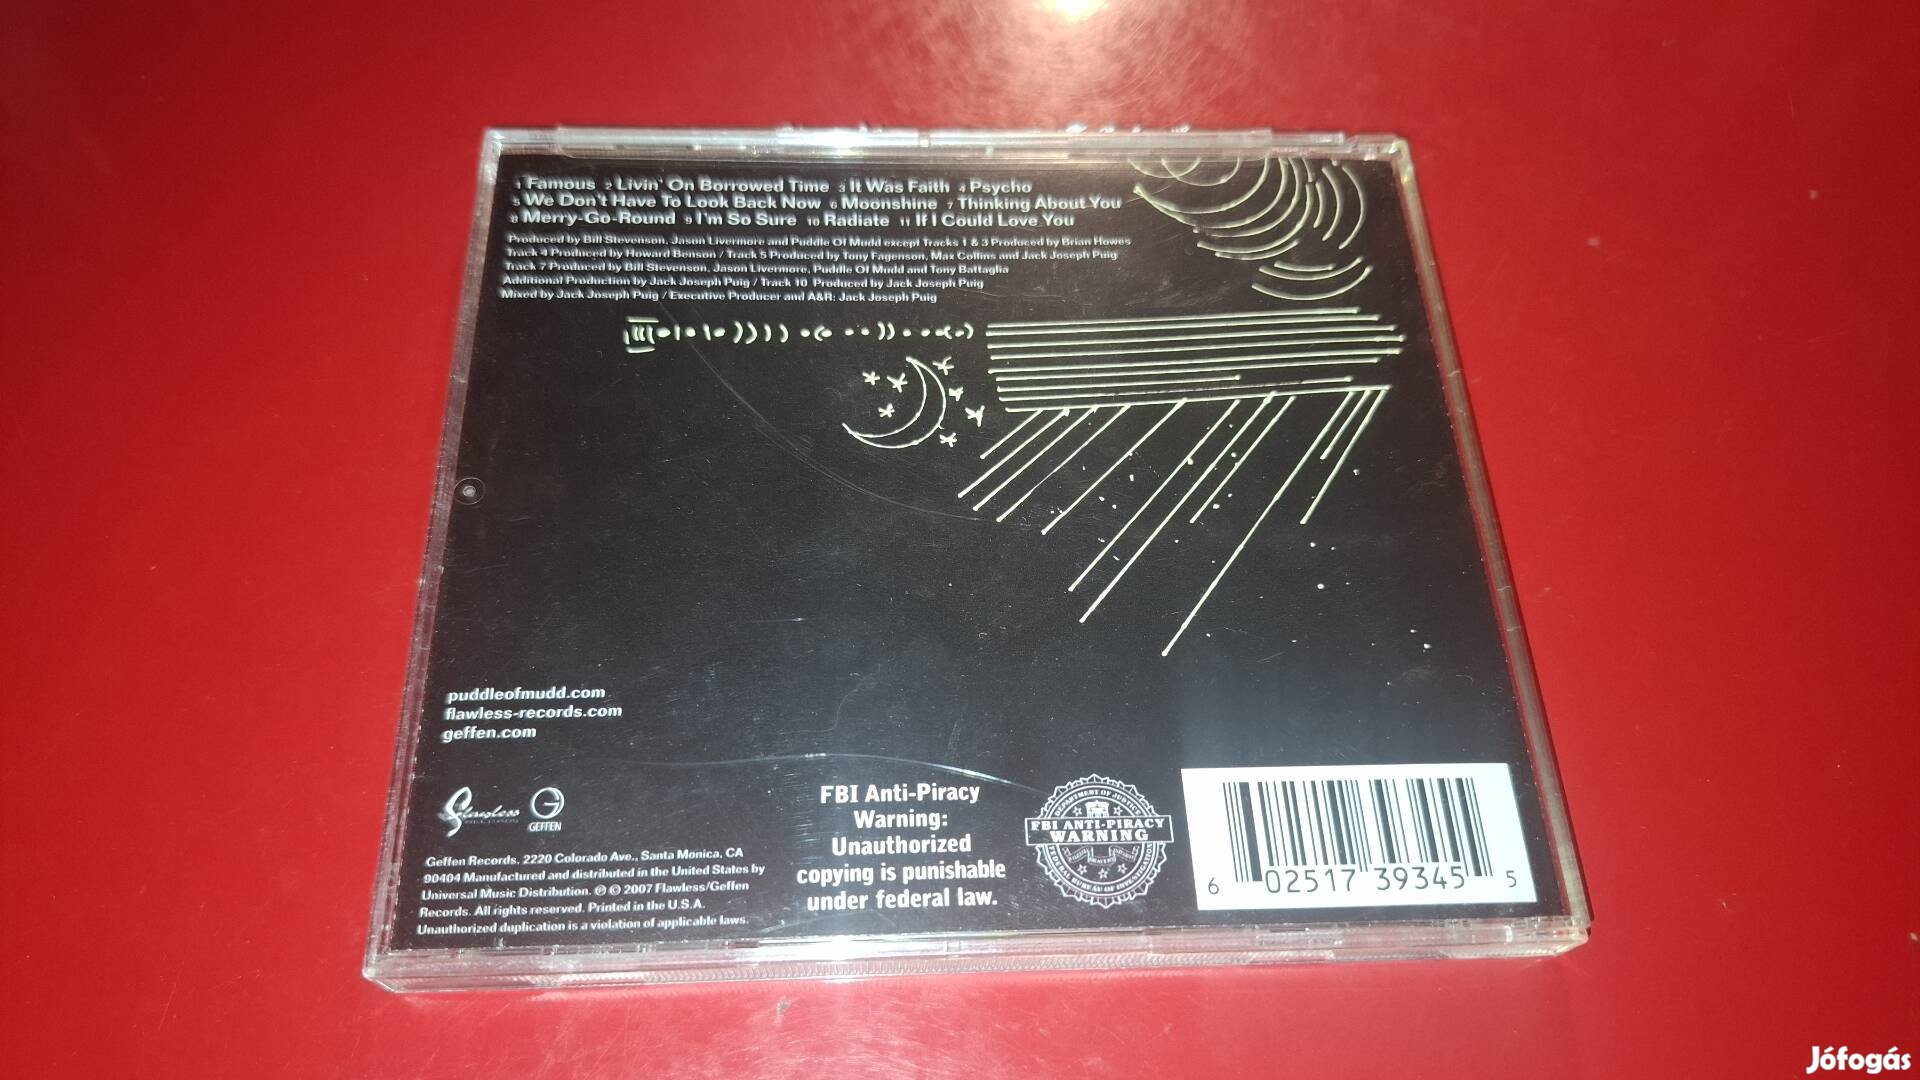 1 Famous 2 Livin' On Borrowed Time 3 It Was Faith 4 Psycho
5 We Don't Have To Look Back Now 6 Moonshine 7 Thinking About You
8 Merry-Go-Round 9 I'm So Sure 10 Radiate 11 If I Could Love You
Produced by Bill Stevenson, Jason Livermore and Puddle Of Mudd except Tracks 1 & 3 Produced by Brian Howes
Track 4 Produced by Howard Benson / Track 5 Produced by Tony Fagenson, Max Collins and Jack Joseph Puig
Track 7 Produced by Bill Stevenson, Jason Livermore, Puddle Of Mudd and Tony Battaglia
Additional Production by Jack Joseph Puig / Track 10 Produced by Jack Joseph Puig
Mixed by Jack Joseph Puig / Executive Producer and A&R: Jack Joseph Puig
puddleofmudd.com
flawless-records.com
geffen.com
Flawless
RECORDS
GEFFEN
Geffen Records, 2220 Colorado Ave., Santa Monica, CA
90404 Manufactured and distributed in the United States by
Universal Music Distribution. ℗ © 2007 Flawless/Geffen
Records. All rights reserved. Printed in the U.S.A.
Unauthorized duplication is a violation of applicable laws.
FBI Anti-Piracy
Warning:
Unauthorized
copying is punishable
under federal law.
DEPARTMENT OF JUSTICE
FBI ANTI-PIRACY
WARNING
FEDERAL BUREAU OF INVESTIGATION
6 02517 39345 5
Jófogás